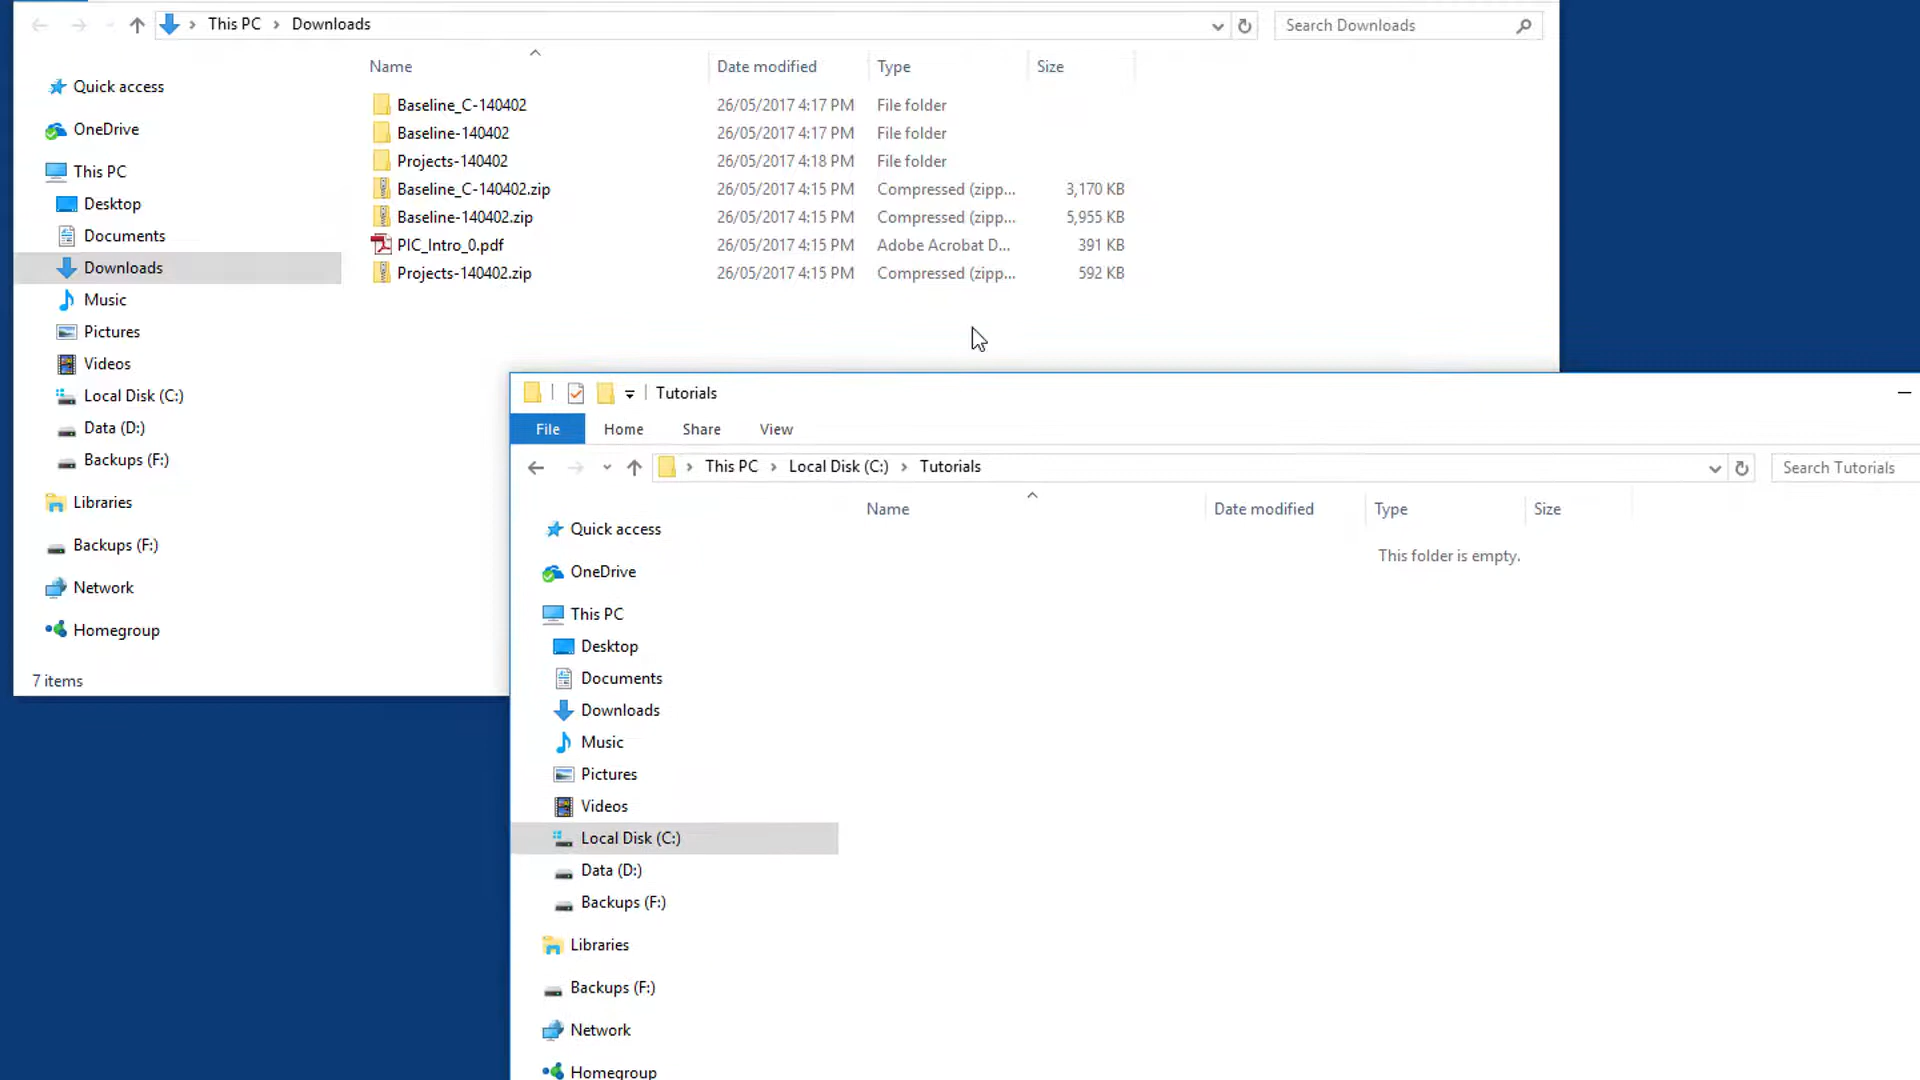 This PC > Downloads
Search Downloads
Name Date modified Type Size
Quick access
OneDrive
This PC
Desktop
Documents
Downloads
Music
Pictures
Videos
Local Disk (C:)
Data (D:)
Backups (F:)
Libraries
Backups (F:)
Network
Homegroup
Baseline_C-140402 26/05/2017 4:17 PM File folder
Baseline-140402 26/05/2017 4:17 PM File folder
Projects-140402 26/05/2017 4:18 PM File folder
Baseline_C-140402.zip 26/05/2017 4:15 PM Compressed (zipp... 3,170 KB
Baseline-140402.zip 26/05/2017 4:15 PM Compressed (zipp... 5,955 KB
PIC_Intro_0.pdf 26/05/2017 4:15 PM Adobe Acrobat D... 391 KB
Projects-140402.zip 26/05/2017 4:15 PM Compressed (zipp... 592 KB
7 items
Tutorials
File Home Share View
This PC > Local Disk (C:) > Tutorials
Search Tutorials
Name Date modified Type Size
This folder is empty.
Quick access
OneDrive
This PC
Desktop
Documents
Downloads
Music
Pictures
Videos
Local Disk (C:)
Data (D:)
Backups (F:)
Libraries
Backups (F:)
Network
Homegroup